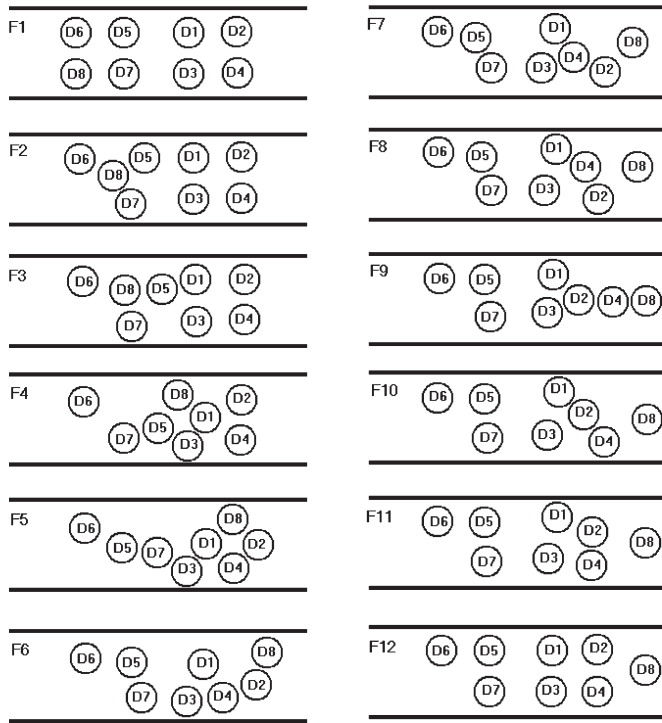 F1
D6 D5 D1 D2
D8 D7 D3 D4
F2
D6 D5 D1 D2
D8
D7 D3 D4
F3
D6 D1 D2
D8 D5
D7 D3 D4
F4
D8
D6 D2
D1
D7 D5 D3 D4
F5
D8
D6
D5 D7 D1 D2
D3 D4
F6
D8
D6 D5 D1
D2
D7 D3 D4
F7
D6 D5 D1 D8
D4
D7 D3 D2
F8
D6 D5 D1
D4 D8
D7 D3 D2
F9
D6 D5 D1
D2 D4 D8
D7 D3
F10
D6 D5 D1
D2 D8
D7 D3 D4
F11
D6 D5 D1
D2 D8
D7 D3 D4
F12
D6 D5 D1 D2
D8
D7 D3 D4